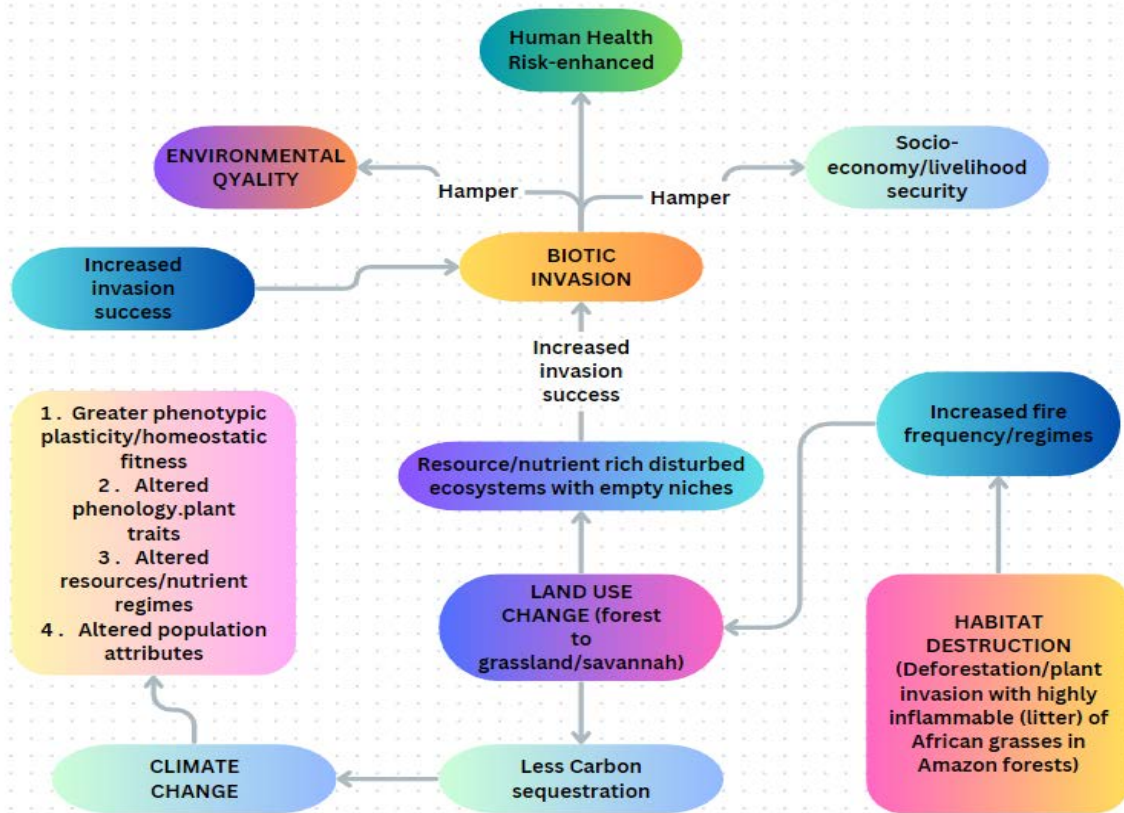 Human Health
Risk-enhanced
ENVIRONMENTAL
QYALITY
Socio-
economy/livelihood
security
Hamper
Hamper
BIOTIC
INVASION
Increased
invasion
success
Increased
invasion
success
1. Greater phenotypic
plasticity/homeostatic
fitness
2. Altered
phenology.plant
traits
3. Altered
resources/nutrient
regimes
4. Altered population
attributes
Increased fire
frequency/regimes
Resource/nutrient rich disturbed
ecosystems with empty niches
LAND USE
CHANGE (forest
to
grassland/savannah)
HABITAT
DESTRUCTION
(Deforestation/plant
invasion with highly
inflammable (litter) of
African grasses in
Amazon forests)
CLIMATE
CHANGE
Less Carbon
sequestration